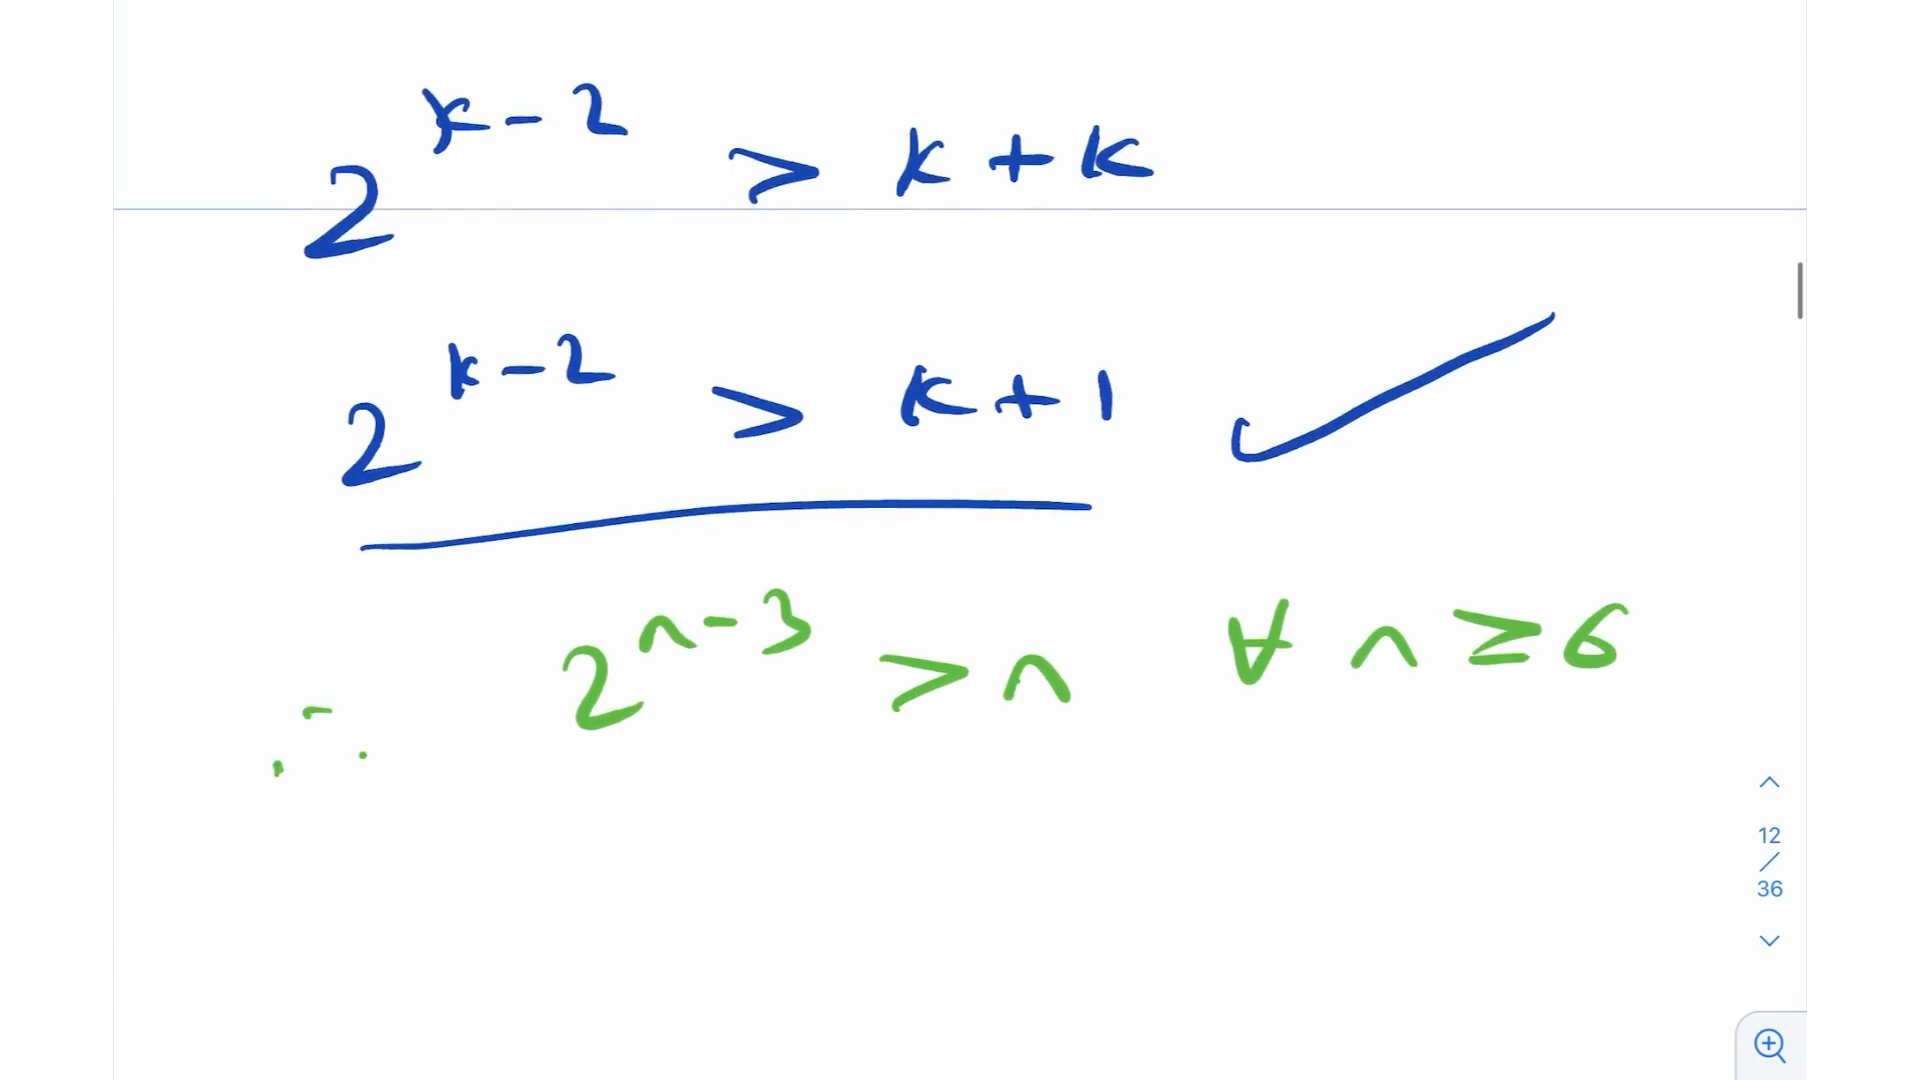 2^{k-2} > k + k
2^{k-2} > k + 1 ✓
∴ 2^{n-3} > n ∀ n ≥ 6
12
/
36